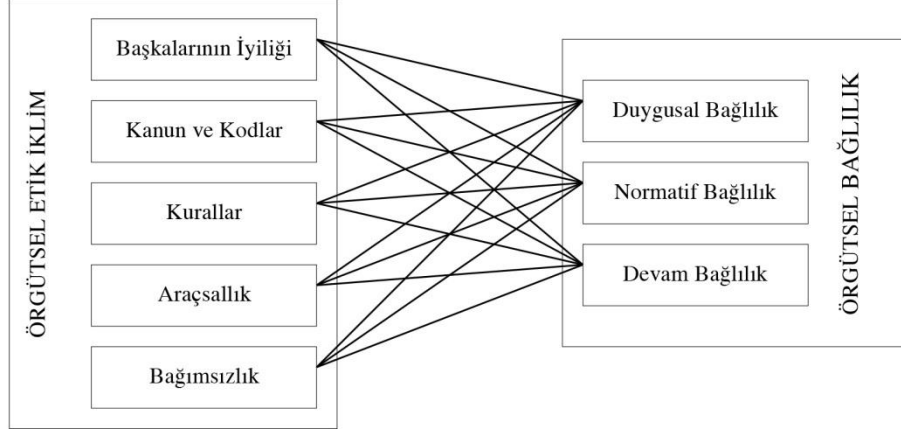 ÖRGÜTSEL ETİK İKLİM
Başkalarının İyiliği
Kanun ve Kodlar
Kurallar
Araçsallık
Bağımsızlık
Duygusal Bağlılık
Normatif Bağlılık
Devam Bağlılık
ÖRGÜTSEL BAĞLILIK